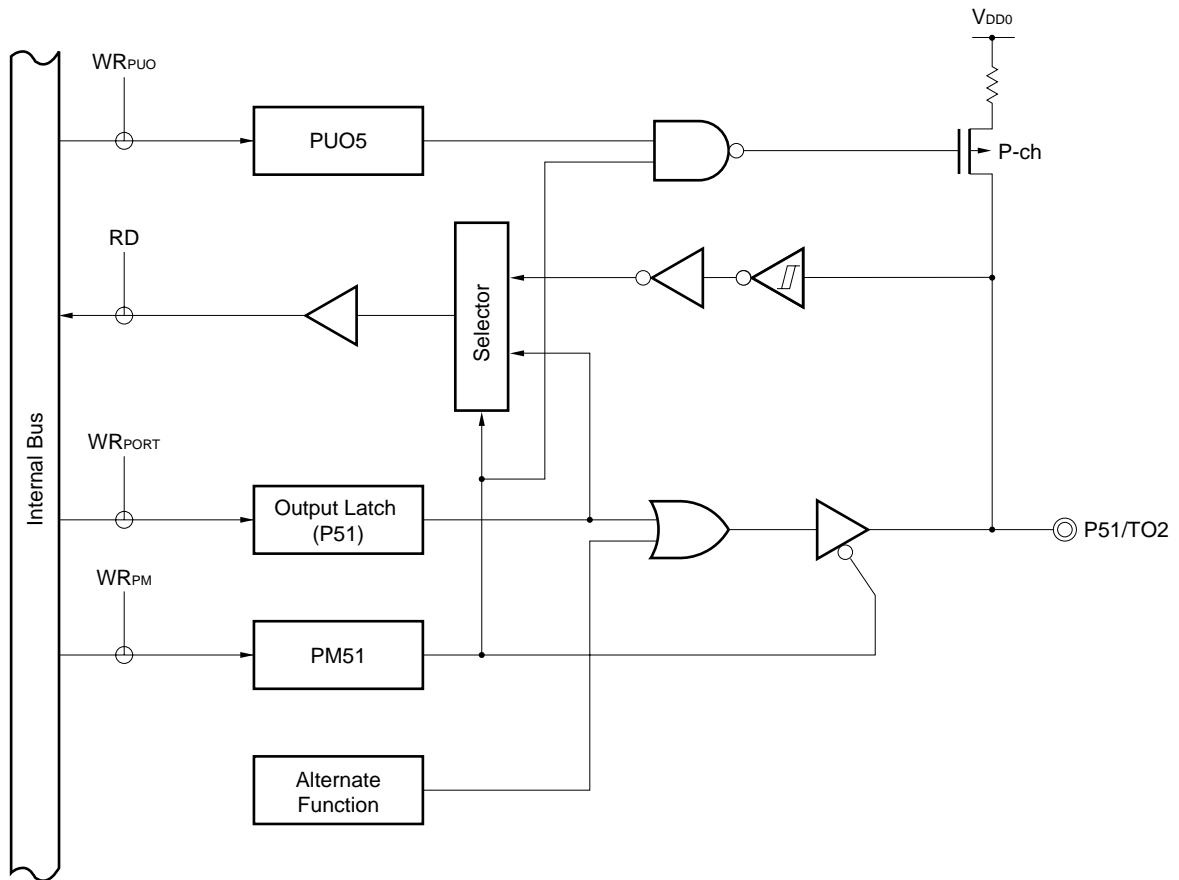 VDD0
WRPUO
PUO5
P-ch
RD
Selector
Internal Bus
WRPORT
Output Latch
(P51)
P51/TO2
WRPM
PM51
Alternate
Function